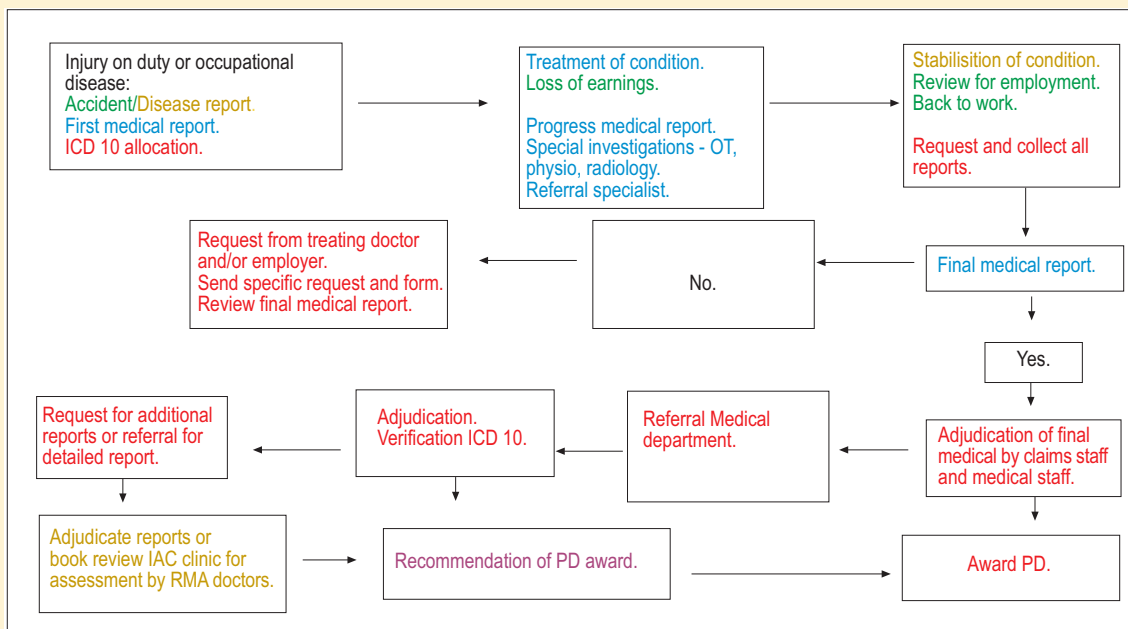 Injury on duty or occupational
disease:
Accident/Disease report.
First medical report.
ICD 10 allocation.
Treatment of condition.
Loss of earnings.
Progress medical report.
Special investigations - OT,
physio, radiology.
Referral specialist.
Stabilisition of condition.
Review for employment.
Back to work.
Request and collect all
reports.
Request from treating doctor
and/or employer.
Send specific request and form.
Review final medical report.
No.
Final medical report.
Yes.
Request for additional
reports or referral for
detailed report.
Adjudication.
Verification ICD 10.
Referral Medical
department.
Adjudication of final
medical by claims staff
and medical staff.
Adjudicate reports or
book review IAC clinic for
assessment by RMA doctors.
Recommendation of PD award.
Award PD.